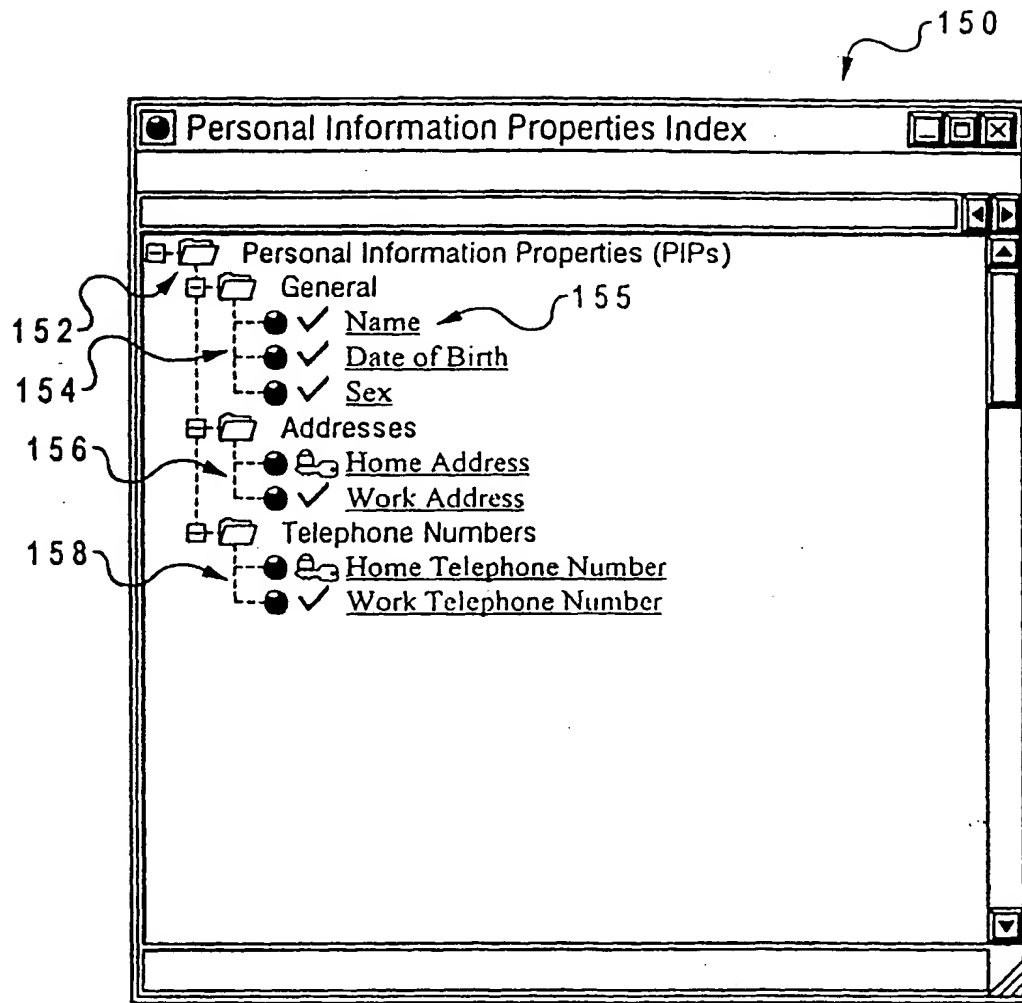 150
Personal Information Properties Index
Personal Information Properties (PIPs)
General
155
152
Name
Date of Birth
154
Sex
Addresses
156
Home Address
Work Address
Telephone Numbers
158
Home Telephone Number
Work Telephone Number